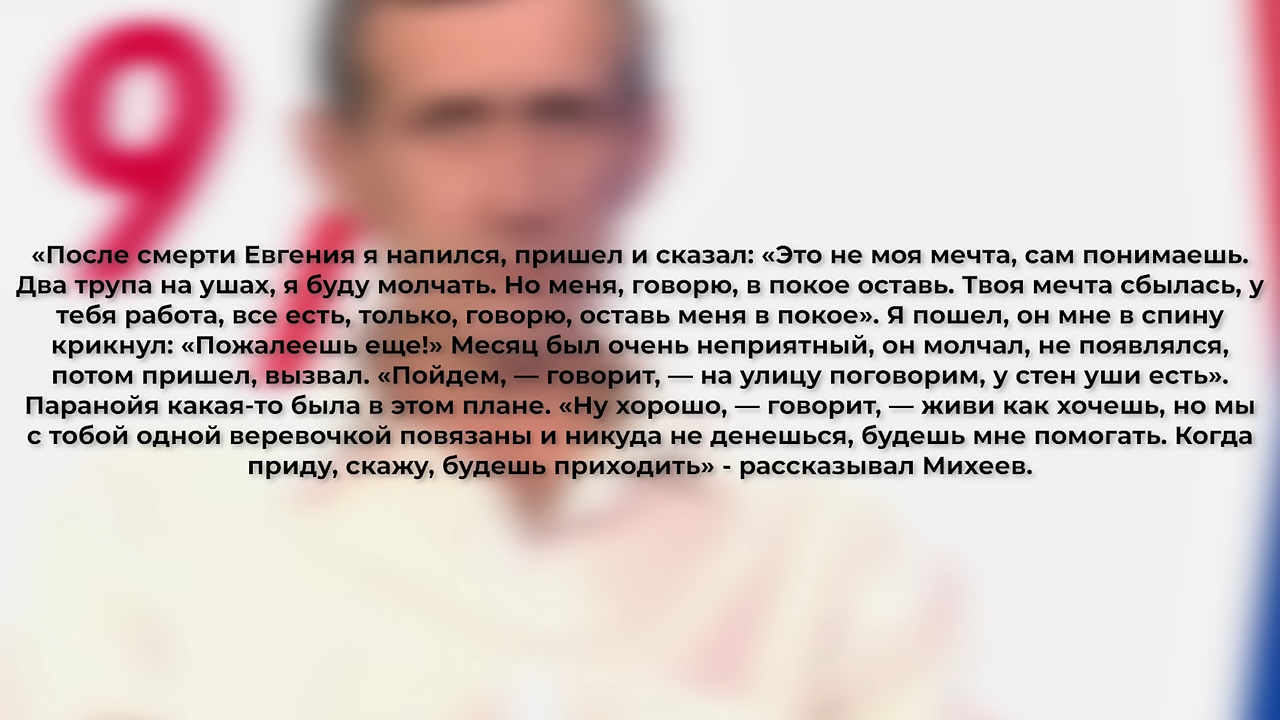 9
«После смерти Евгения я напился, пришел и сказал: «Это не моя мечта, сам понимаешь.
Два трупа на ушах, я буду молчать. Но меня, говорю, в покое оставь. Твоя мечта сбылась, у
тебя работа, все есть, только, говорю, оставь меня в покое». Я пошел, он мне в спину
крикнул: «Пожалеешь еще!» Месяц был очень неприятный, он молчал, не появлялся,
потом пришел, вызвал. «Пойдем, — говорит, — на улицу поговорим, у стен уши есть».
Паранойя какая-то была в этом плане. «Ну хорошо, — говорит, — живи как хочешь, но мы
с тобой одной веревочкой повязаны и никуда не денешься, будешь мне помогать. Когда
приду, скажу, будешь приходить» - рассказывал Михеев.